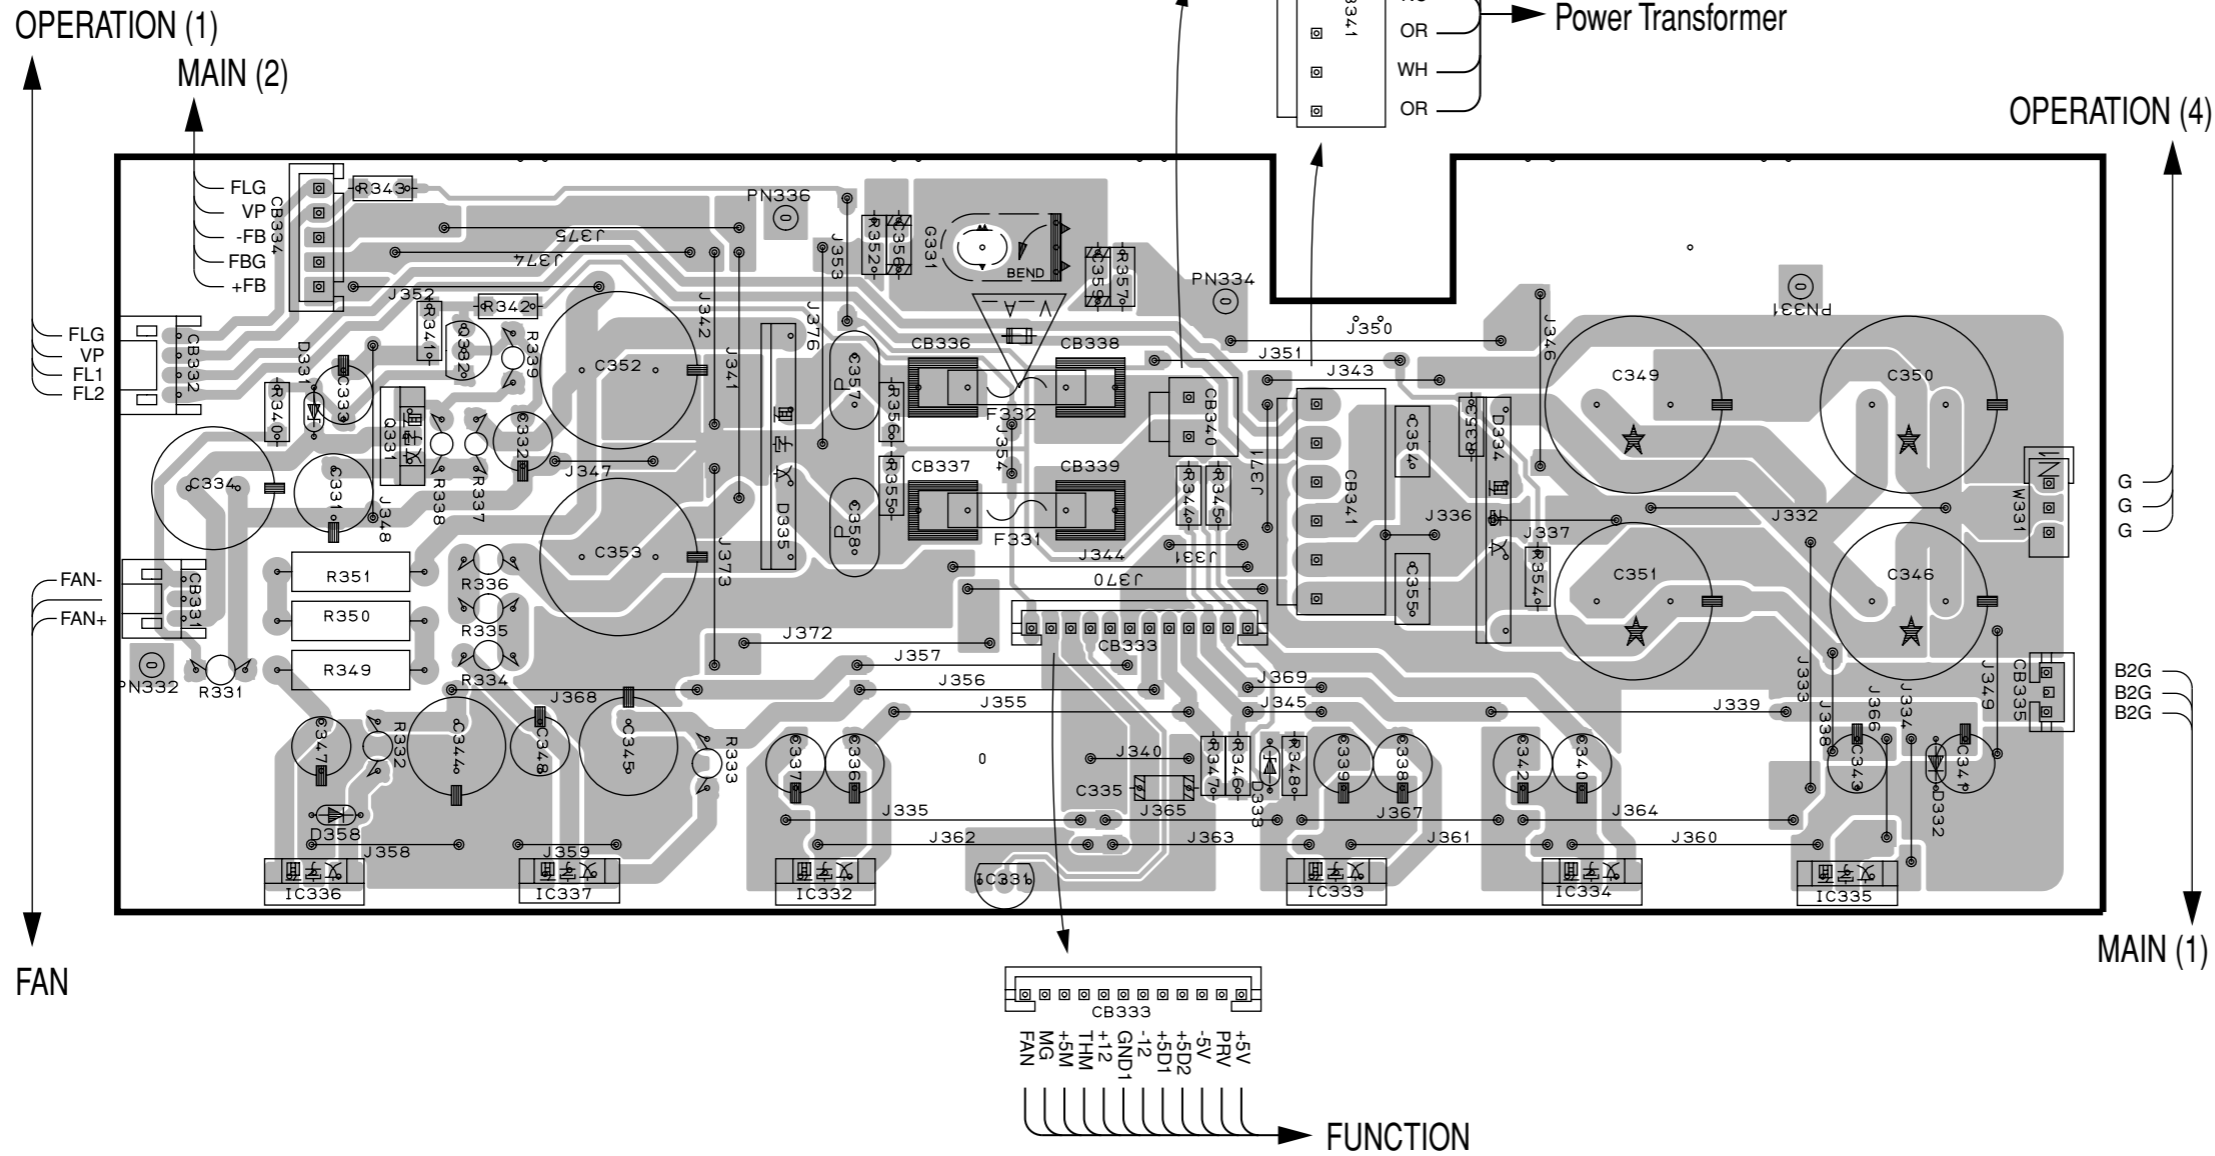 OPERATION (1)
MAIN (2)
Power Transformer
OR
WH
OR
OPERATION (4)
FLG
VP
-FB
FBG
+FB
CB334
R343
J375
J374
J352
PN336
J353
R352
C356
G331
BEND
C359
R357
PN334
J350
J346
PN331
FLG
VP
FL1
FL2
CB332
D331
C333
R340
R341
R342
R339
Q331
C352
J342
J341
J376
C357
R356
CB336
CB338
F332
J351
J343
CB340
J371
CB341
C354
R353
D334
C349
C350
C334
C331
J348
R338
R337
C332
J347
C353
J373
D335
C358
R355
CB337
CB339
F331
J354
R344
R345
J336
J337
J332
W331
G
G
G
J344
J331
J370
C355
R354
C351
C346
FAN-
FAN+
CB331
R351
R350
R349
R336
R335
R334
PN332
R331
J372
J357
J356
J355
J368
CB333
J369
J345
J339
J333
J338
J366
J334
J349
CB335
B2G
B2G
B2G
C347
R332
C344
C348
C345
R333
C337
C336
J340
C335
R347
R346
D333
R348
C339
C338
C342
C340
C343
D332
C341
D358
J358
J359
J335
J362
J365
J363
J367
J361
J364
J360
IC336
IC337
IC332
IC331
IC333
IC334
IC335
FAN
MAIN (1)
CB333
FAN
MG
+5M
THM
+12
GND1
-12
+5D1
+5D2
-5V
PRV
+5V
FUNCTION